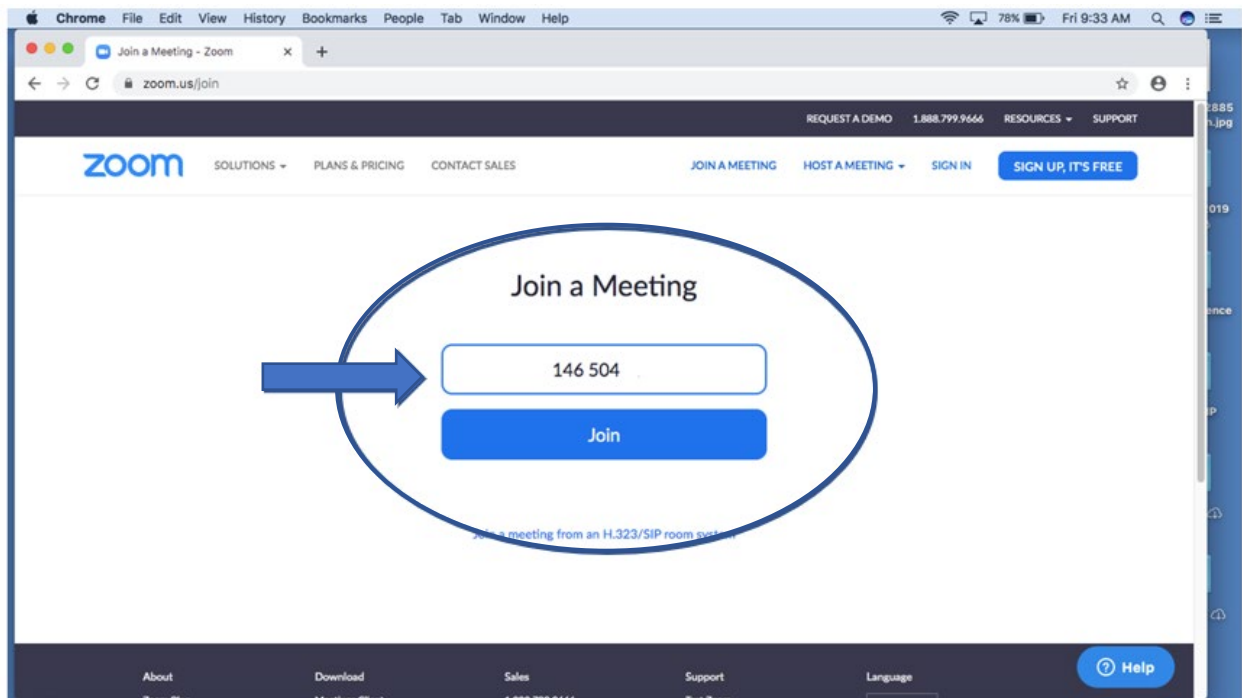 Chrome File Edit View History Bookmarks People Tab Window Help 78% Fri 9:33 AM
Join a Meeting - Zoom × +
zoom.us/join
REQUEST A DEMO 1.888.799.9666 RESOURCES SUPPORT
zoom SOLUTIONS PLANS & PRICING CONTACT SALES JOIN A MEETING HOST A MEETING SIGN IN SIGN UP, IT'S FREE
Join a Meeting
146 504
Join
Join a meeting from an H.323/SIP room system
Help
About Download Sales Support Language